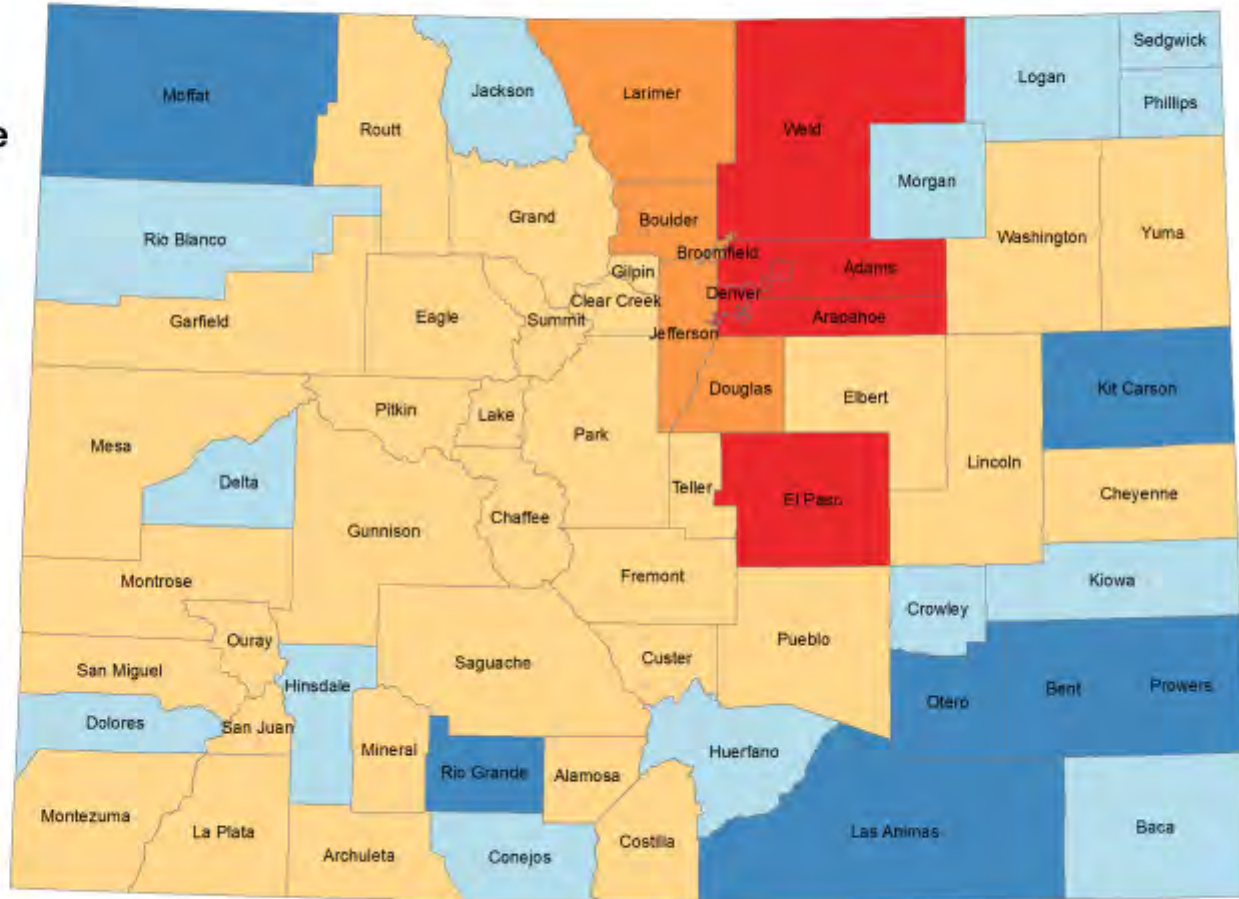 e
Moffat
Jackson
Larimer
Weld
Logan
Sedgwick
Phillips
Routt
Morgan
Rio Blanco
Grand
Boulder
Washington
Yuma
Broomfield
Gilpin
Adams
Clear Creek
Denver
Garfield
Eagle
Summit
Arapahoe
Jefferson
Pitkin
Lake
Douglas
Elbert
Kit Carson
Mesa
Park
Lincoln
Delta
Teller
El Paso
Cheyenne
Gunnison
Chaffee
Montrose
Fremont
Kiowa
Crowley
Ouray
San Miguel
Saguache
Custer
Pueblo
Hinsdale
Dolores
San Juan
Mineral
Otero
Bent
Prowers
Rio Grande
Alamosa
Huerfano
Montezuma
La Plata
Archuleta
Conejos
Costilla
Las Animas
Baca